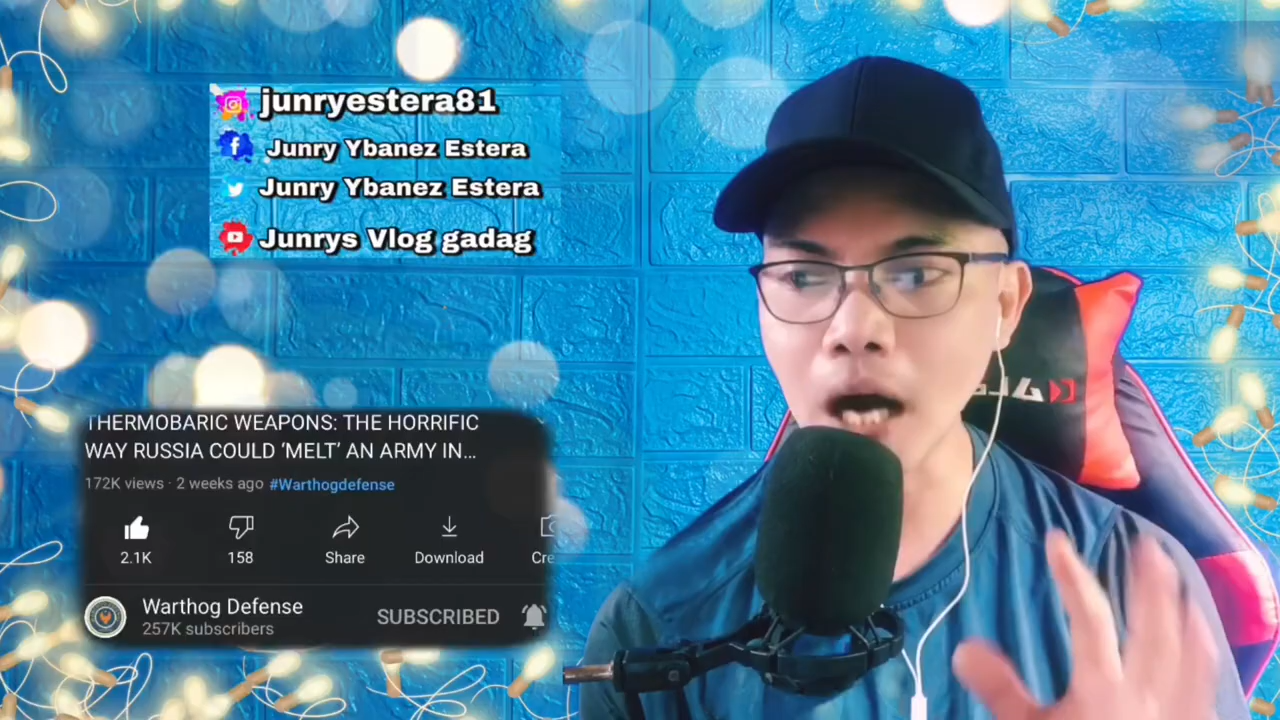 junryestera81
Junry Ybanez Estera
Junry Ybanez Estera
Junrys Vlog gadag
THERMOBARIC WEAPONS: THE HORRIFIC
WAY RUSSIA COULD ‘MELT’ AN ARMY IN...
172K views · 2 weeks ago #Warthogdefense
2.1K 158 Share Download Cre
Warthog Defense SUBSCRIBED
257K subscribers